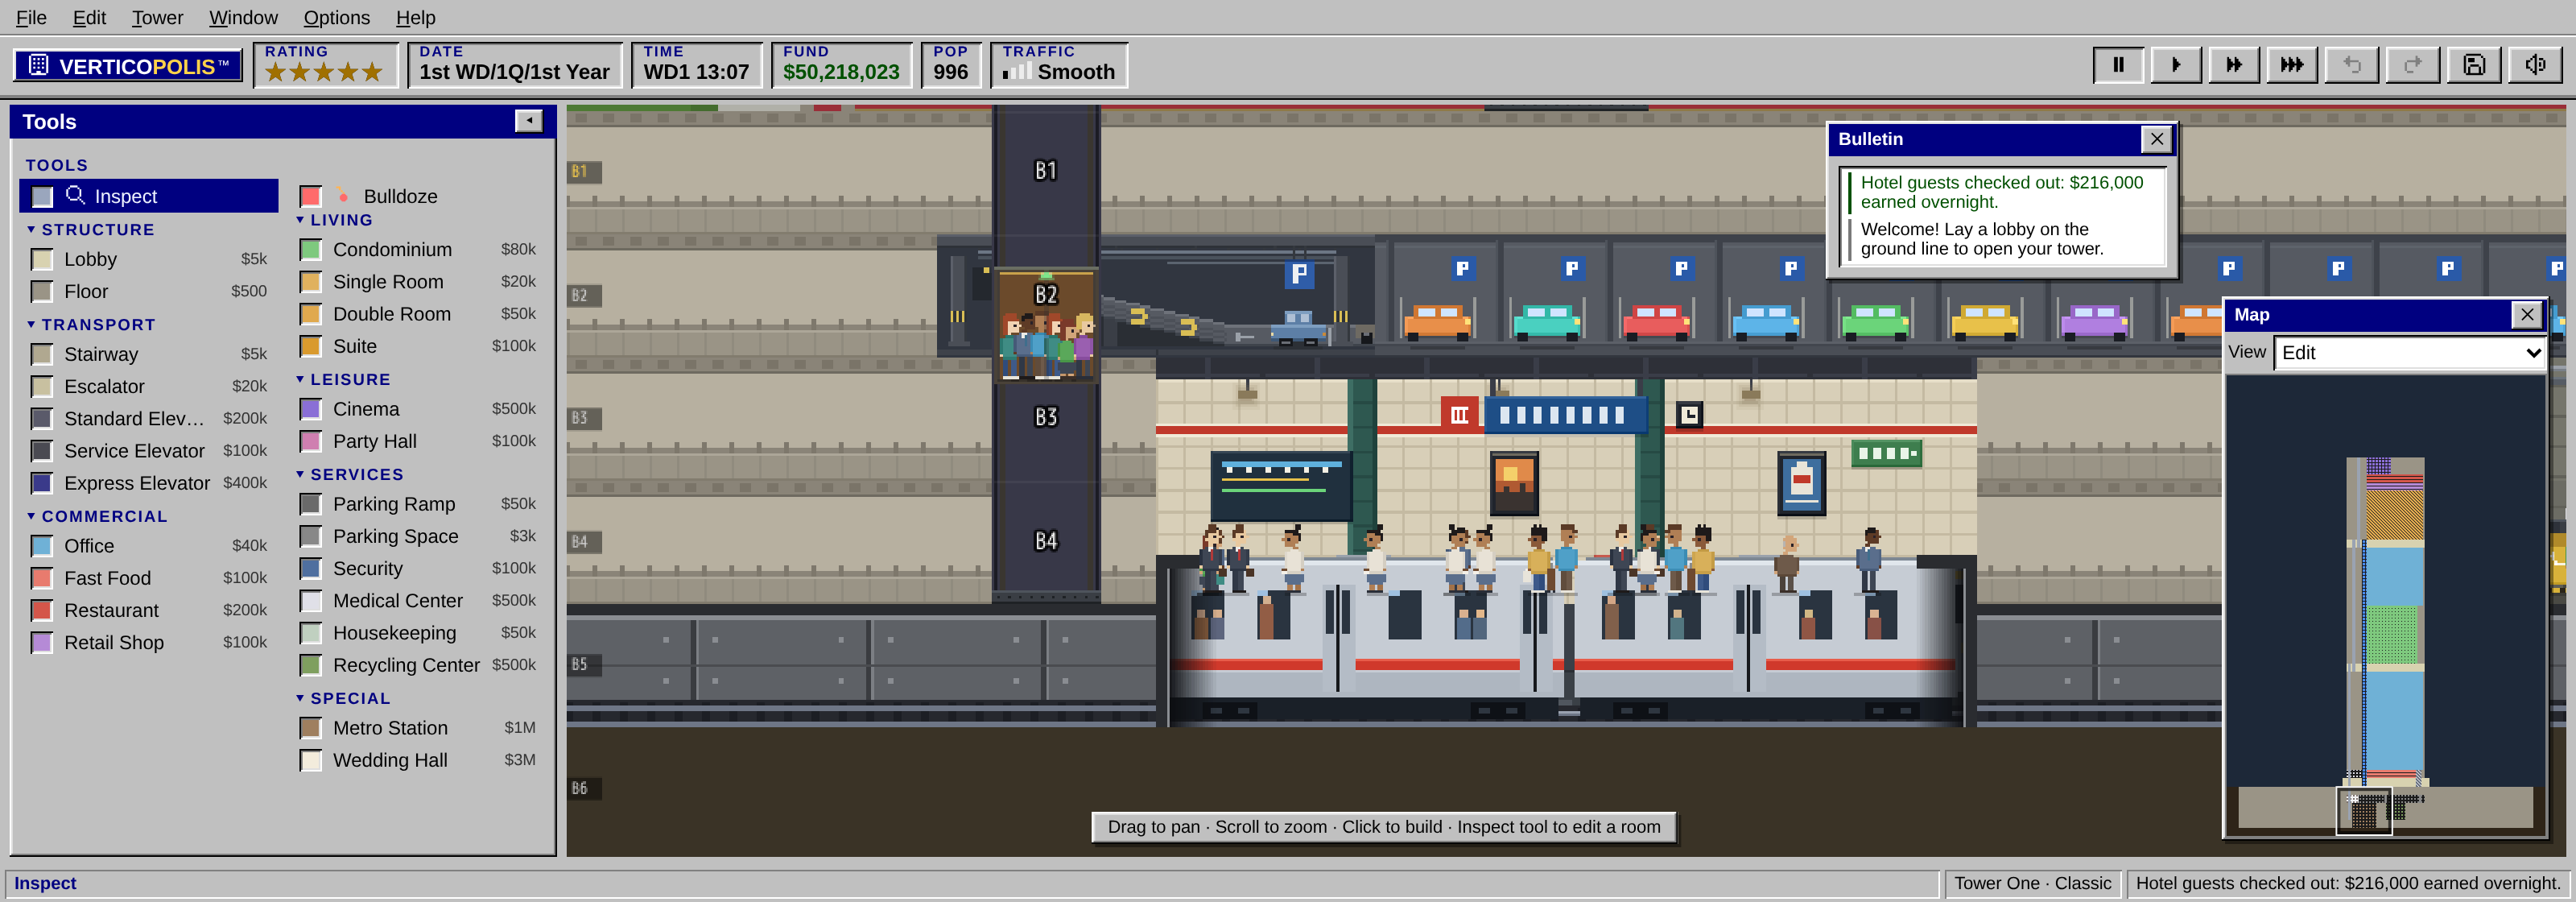 File Edit Tower Window Options Help
VERTICOPOLIS™
RATING
★★★★★
DATE
1st WD/1Q/1st Year
TIME
WD1 13:07
FUND
$50,218,023
POP
996
TRAFFIC
Smooth
Tools
TOOLS
Inspect
STRUCTURE
Lobby $5k
Floor $500
TRANSPORT
Stairway $5k
Escalator $20k
Standard Elev… $200k
Service Elevator $100k
Express Elevator $400k
COMMERCIAL
Office $40k
Fast Food $100k
Restaurant $200k
Retail Shop $100k
Bulldoze
LIVING
Condominium $80k
Single Room $20k
Double Room $50k
Suite $100k
LEISURE
Cinema $500k
Party Hall $100k
SERVICES
Parking Ramp $50k
Parking Space $3k
Security $100k
Medical Center $500k
Housekeeping $50k
Recycling Center $500k
SPECIAL
Metro Station $1M
Wedding Hall $3M
B1
B2
B3
B4
B5
B6
B1
B2
B3
B4
P
P
P
P
P
P
P
P
P
Bulletin
Hotel guests checked out: $216,000
earned overnight.
Welcome! Lay a lobby on the
ground line to open your tower.
Map
View Edit
Drag to pan · Scroll to zoom · Click to build · Inspect tool to edit a room
Inspect
Tower One · Classic
Hotel guests checked out: $216,000 earned overnight.